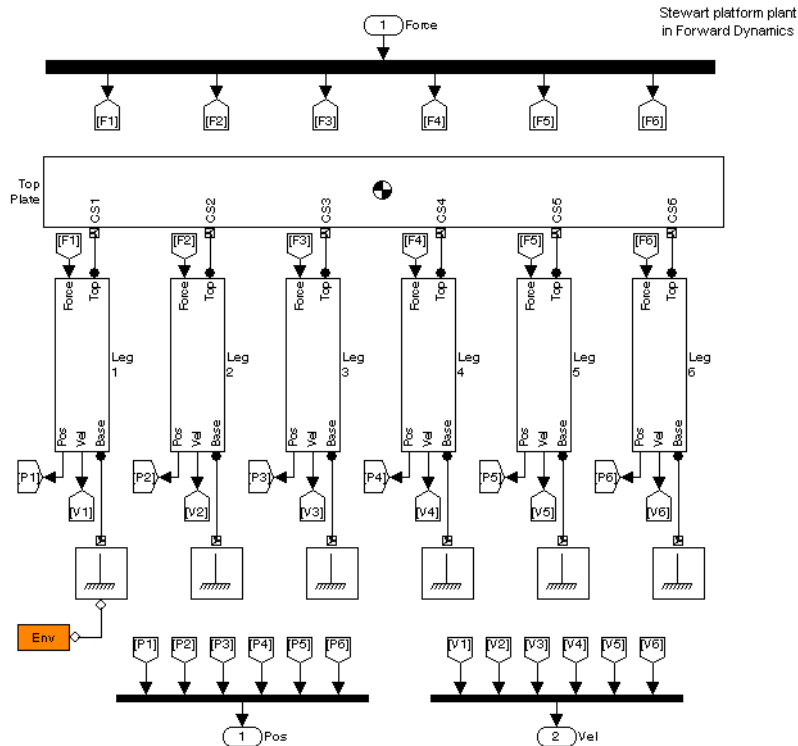 Stewart platform plant
in Forward Dynamics
1 Force
[F1] [F2] [F3] [F4] [F5] [F6]
Top
Plate
CS1 CS2 CS3 CS4 CS5 CS6
[F1] [F2] [F3] [F4] [F5] [F6]
Force Top Force Top Force Top Force Top Force Top Force Top
Leg Leg Leg Leg Leg Leg
1 2 3 4 5 6
Pos Vel Base Pos Vel Base Pos Vel Base Pos Vel Base Pos Vel Base Pos Vel Base
[P1] [P2] [P3] [P4] [P5] [P6]
[V1] [V2] [V3] [V4] [V5] [V6]
Env
[P1] [P2] [P3] [P4] [P5] [P6] [V1] [V2] [V3] [V4] [V5] [V6]
1 Pos 2 Vel